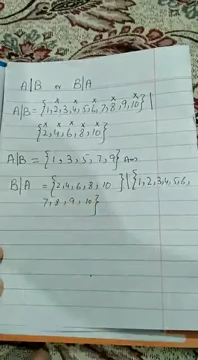 A|B or B|A
A|B = {1,2,3,4,5,6,7,8,9,10} |
{2,4,6,8,10}
A|B = {1,3,5,7,9} Ans
B|A = {2,4,6,8,10} | {1,2,3,4,5,6,
7,8,9,10}